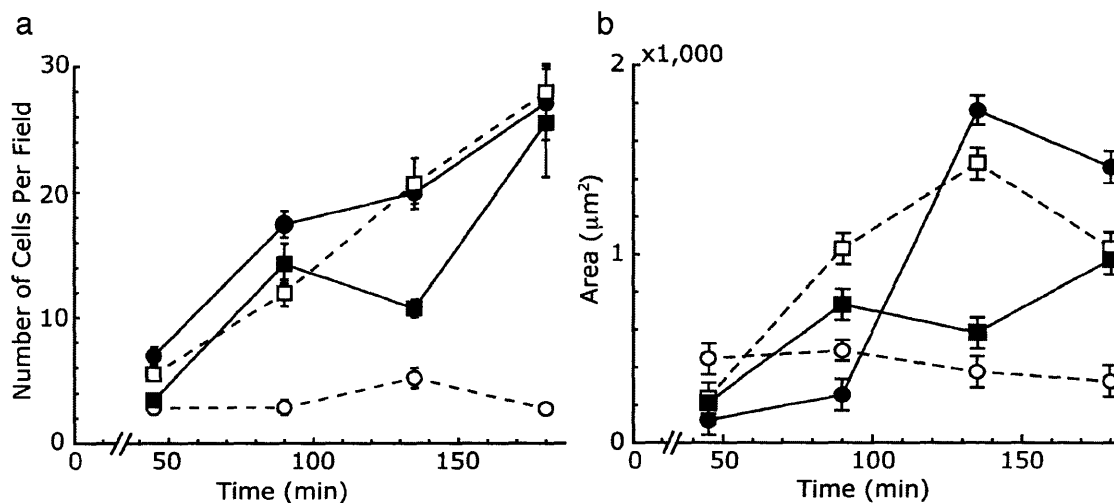 a
30
20
10
0
Number of Cells Per Field
0 50 100 150
Time (min)
b
x1,000
2
1
0
Area (μm²)
0 50 100 150
Time (min)